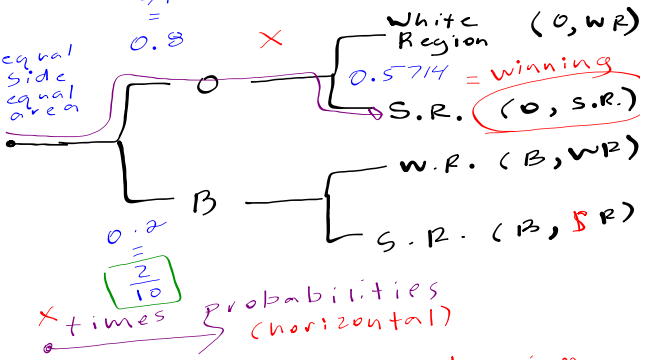 =
0.8
×
White
Region
(O, WR)
equal
side
equal
area
O
0.5714
= winning
S.R.
(O, S.R.)
W.R. (B, WR)
B
S.R. (B, SR)
0.2
=
2
10
× times probabilities
(horizontal)